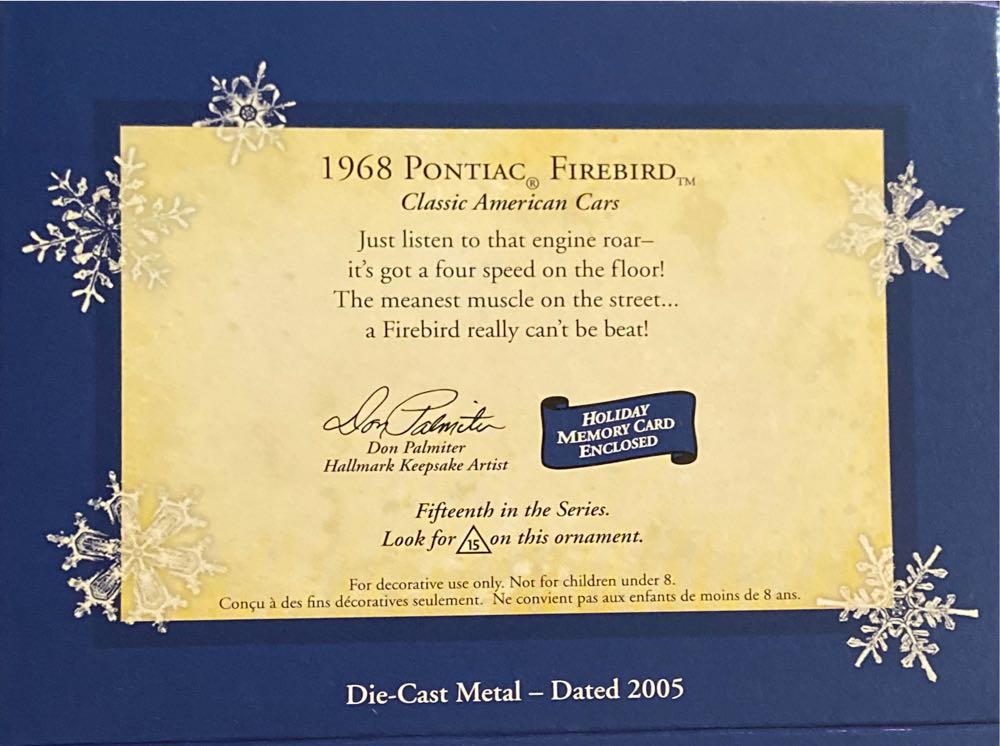 1968 PONTIAC® FIREBIRD™
Classic American Cars
Just listen to that engine roar–
it's got a four speed on the floor!
The meanest muscle on the street...
a Firebird really can't be beat!
Don Palmiter
Don Palmiter
Hallmark Keepsake Artist
HOLIDAY
MEMORY CARD
ENCLOSED
Fifteenth in the Series.
Look for 15 on this ornament.
For decorative use only. Not for children under 8.
Conçu à des fins décoratives seulement. Ne convient pas aux enfants de moins de 8 ans.
Die-Cast Metal – Dated 2005